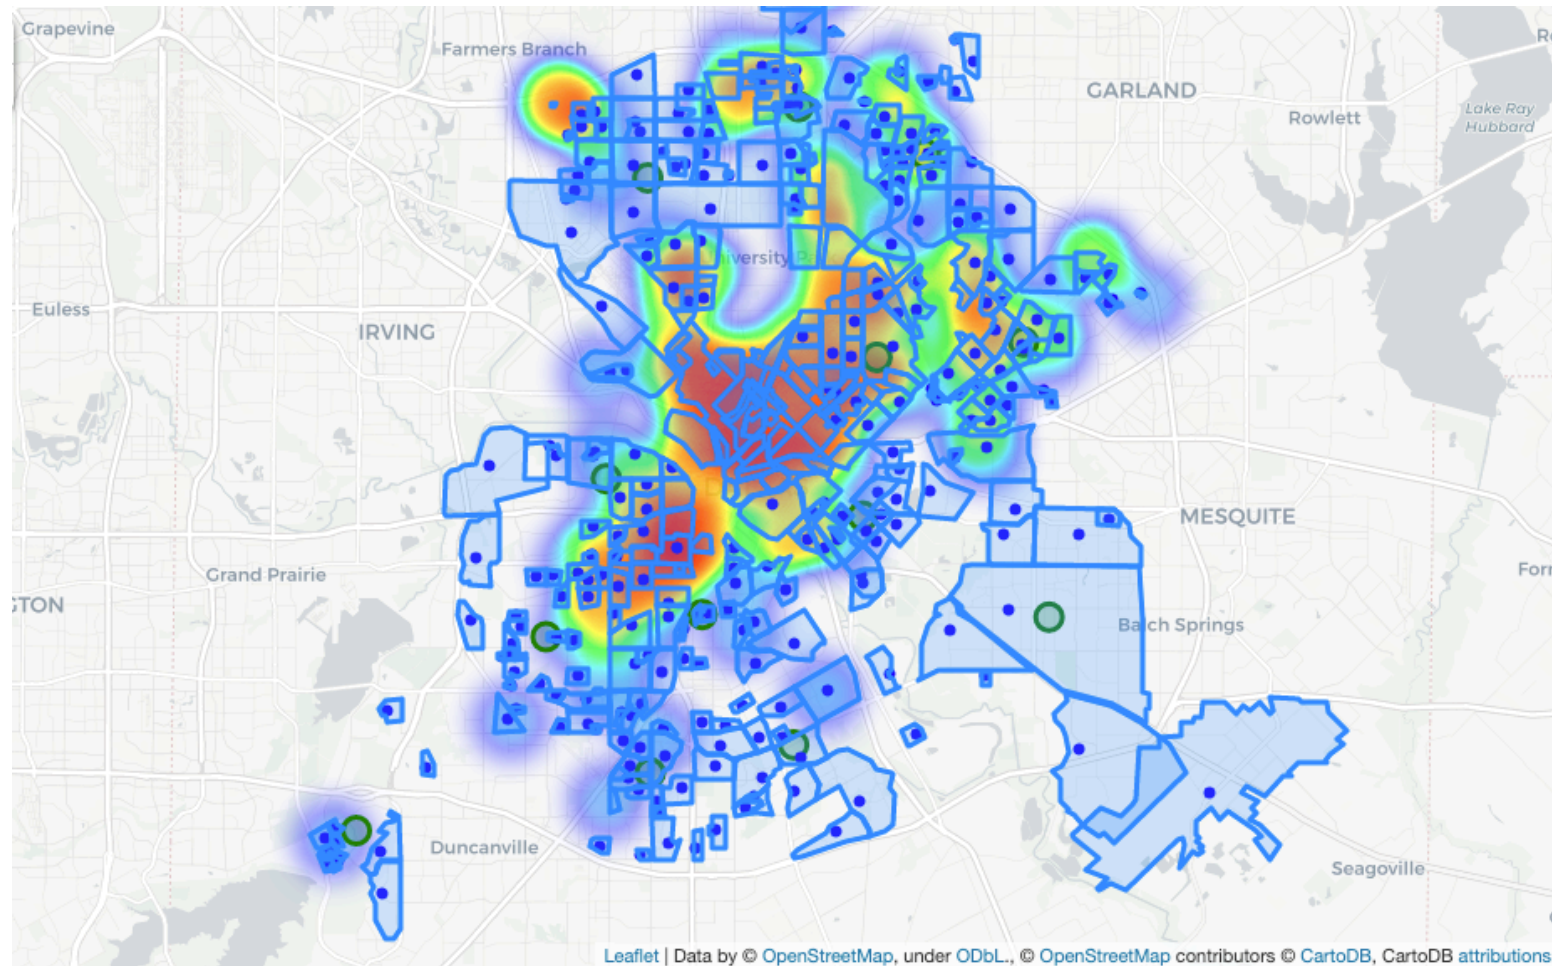 Grapevine
Farmers Branch
GARLAND
Rowlett
Lake Ray
Hubbard
Euless
IRVING
MESQUITE
Grand Prairie
Balch Springs
Duncanville
Seagoville
Leaflet | Data by © OpenStreetMap, under ODbL., © OpenStreetMap contributors © CartoDB, CartoDB attributions